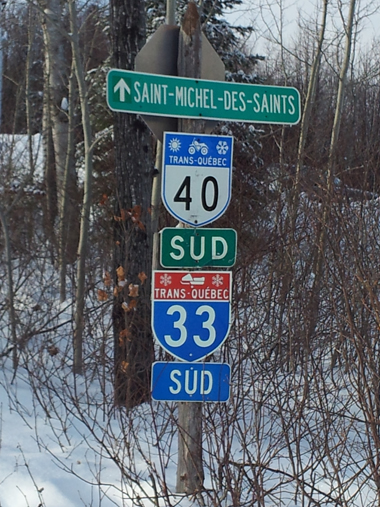 SAINT-MICHEL-DES-SAINTS
TRANS-QUÉBEC
40
SUD
TRANS-QUÉBEC
33
SUD